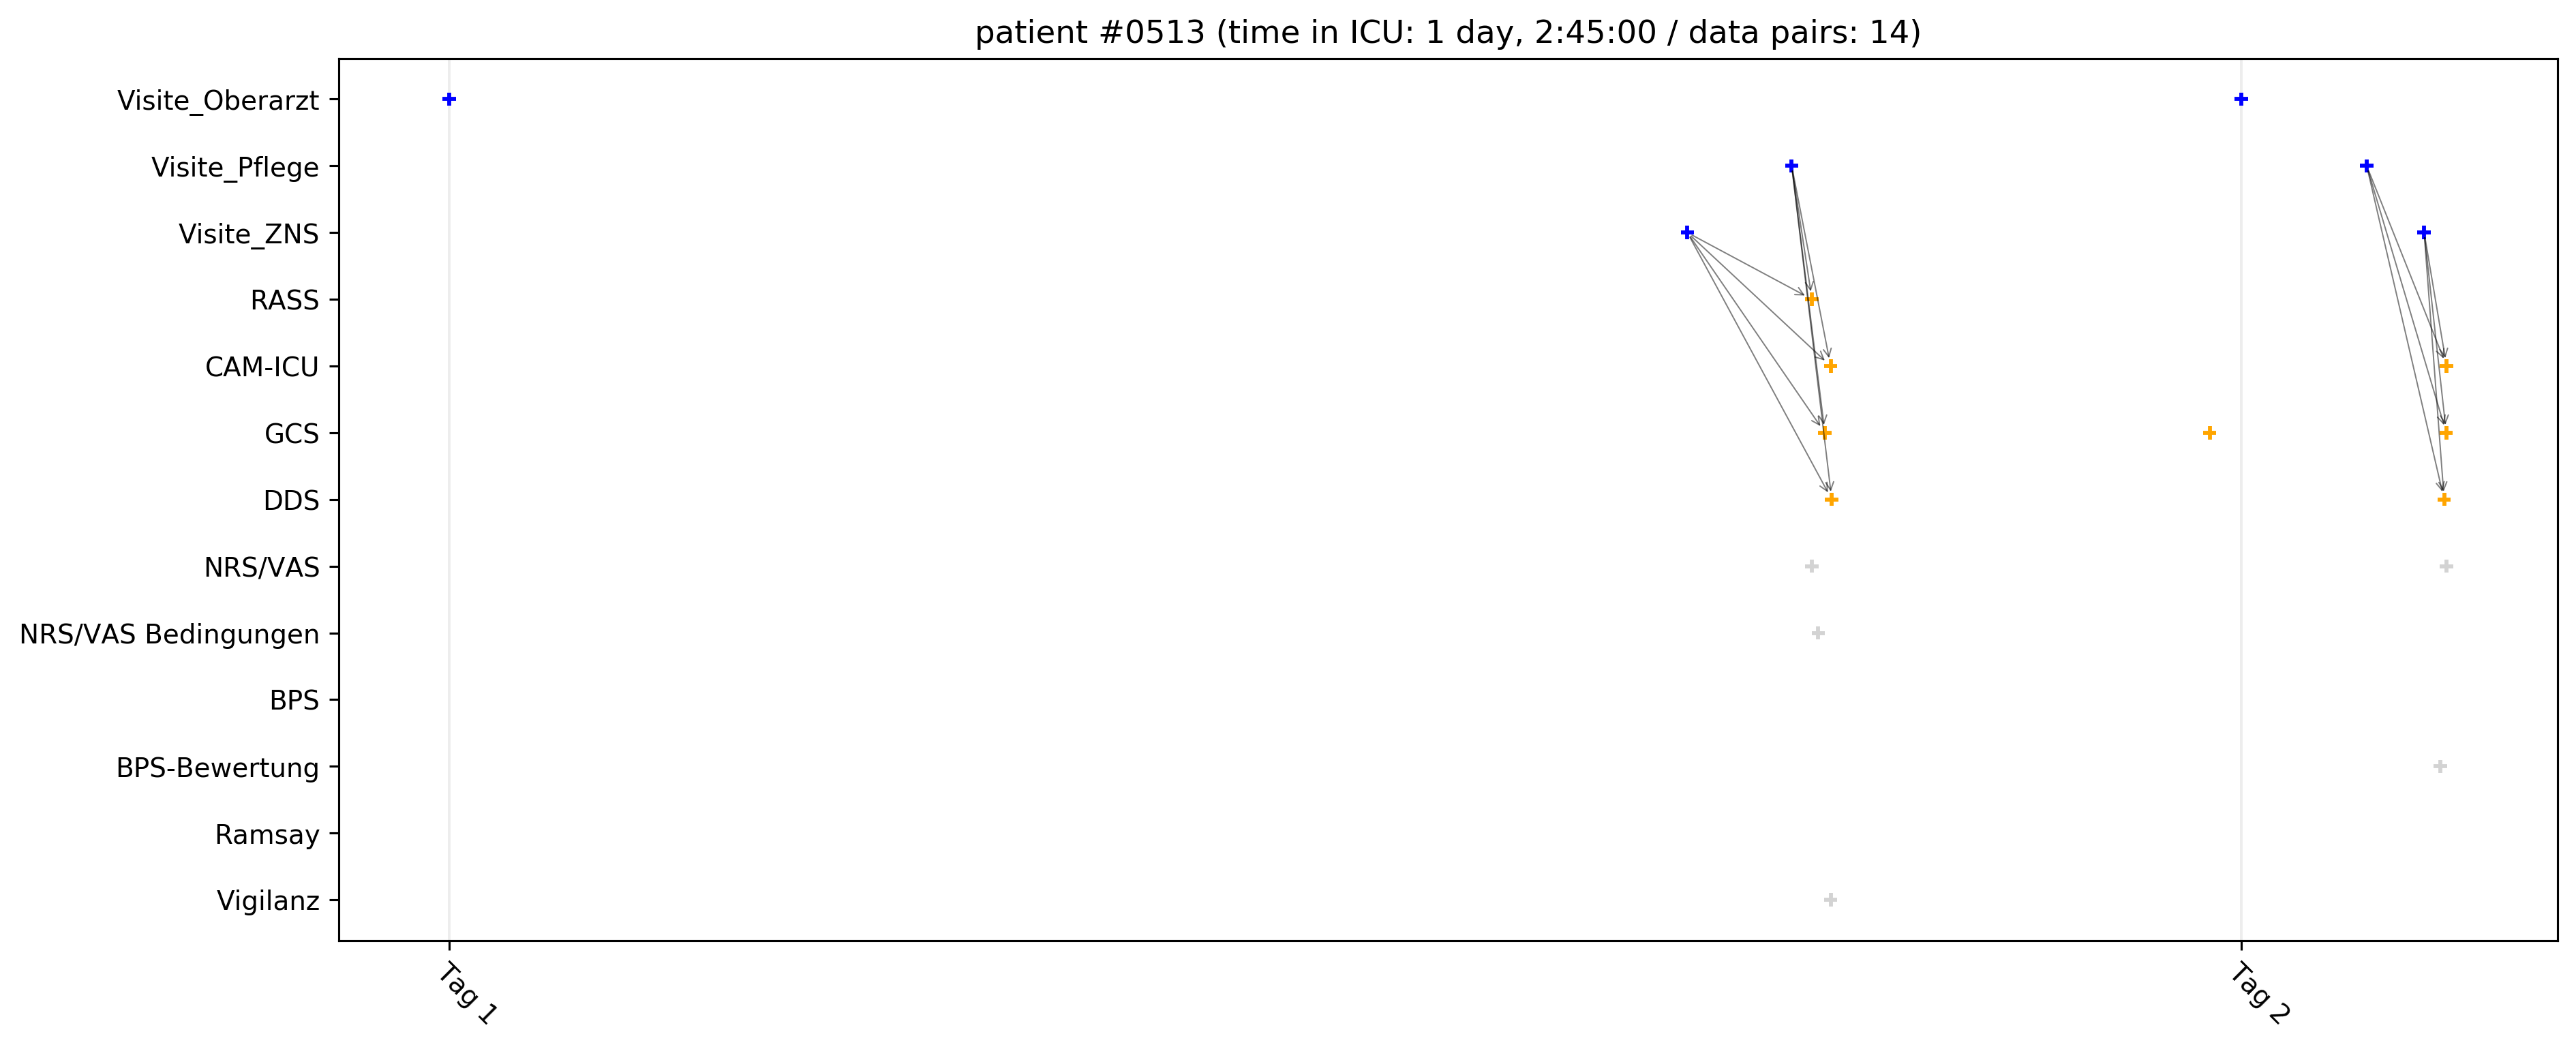 patient #0513 (time in ICU: 1 day, 2:45:00 / data pairs: 14)
Visite_Oberarzt
Visite_Pflege
Visite_ZNS
RASS
CAM-ICU
GCS
DDS
NRS/VAS
NRS/VAS Bedingungen
BPS
BPS-Bewertung
Ramsay
Vigilanz
Tag 1
Tag 2